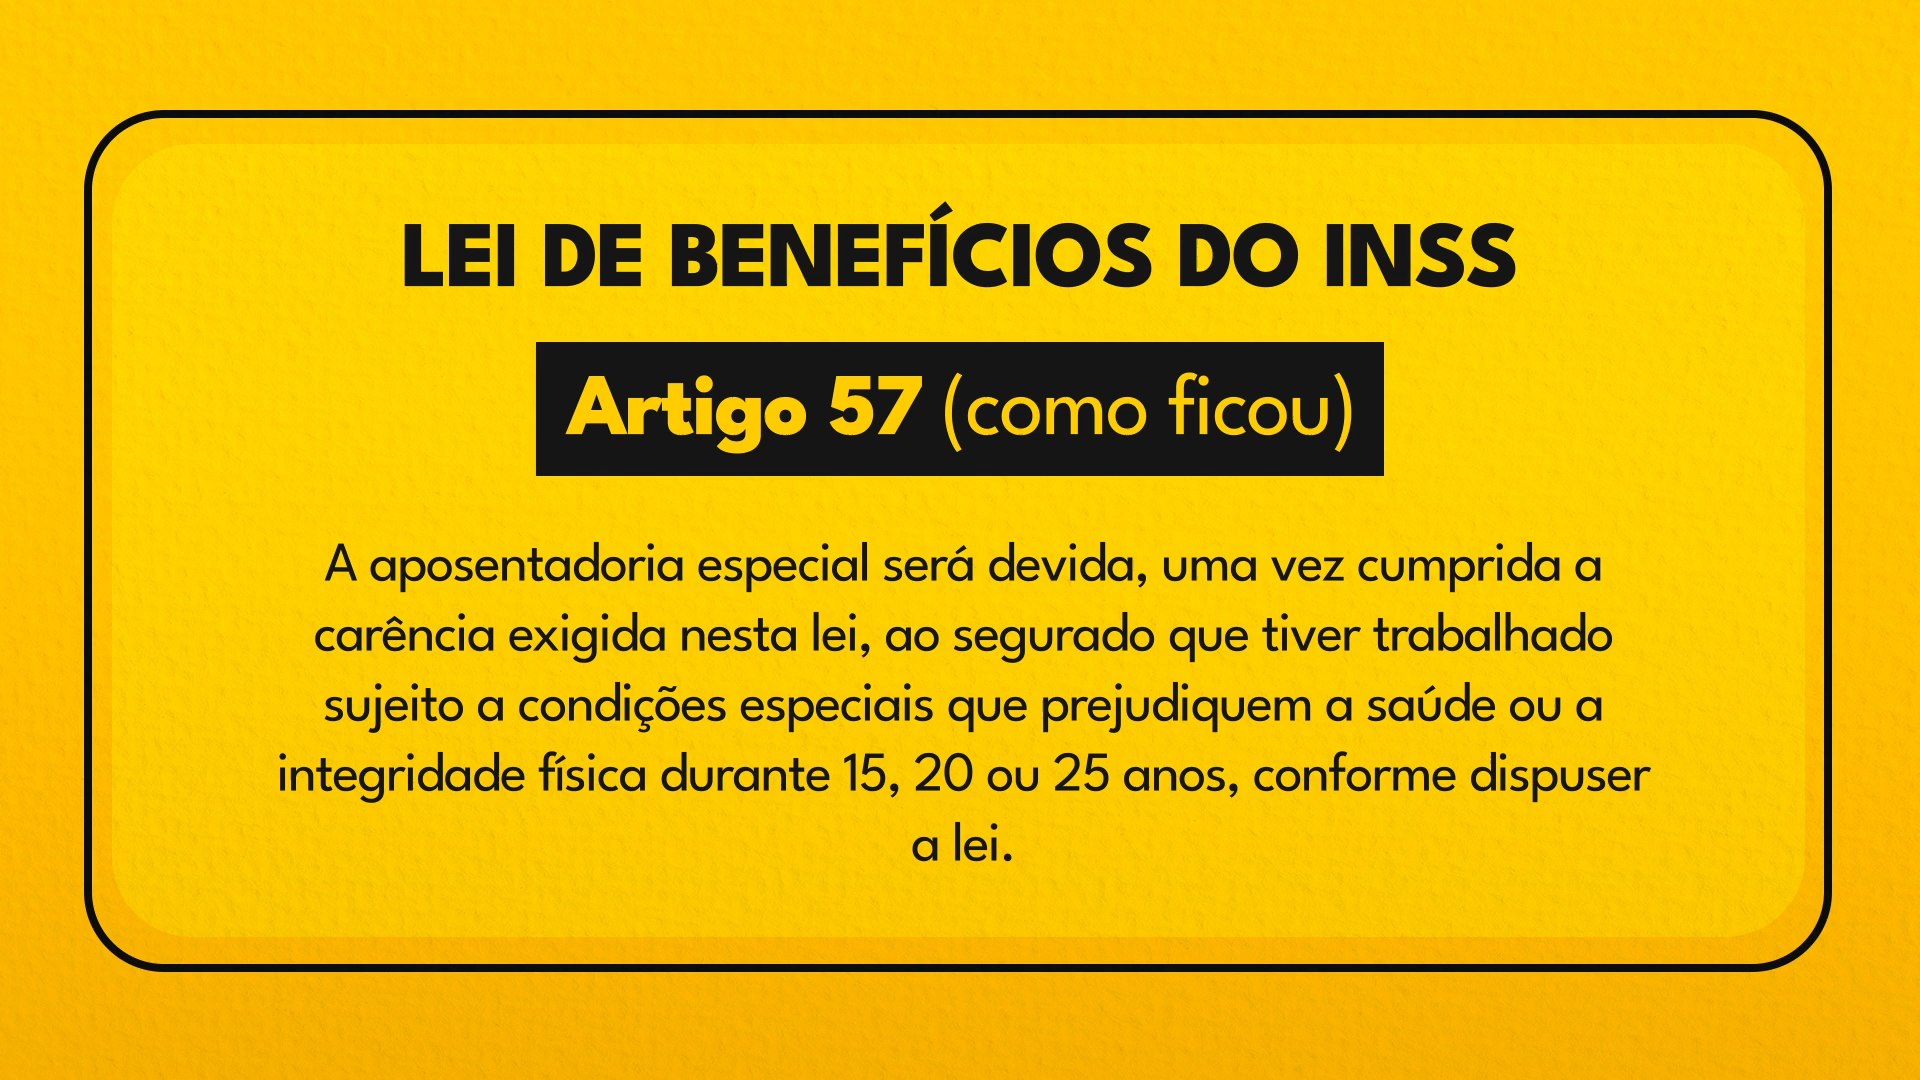 LEI DE BENEFÍCIOS DO INSS
Artigo 57 (como ficou)
A aposentadoria especial será devida, uma vez cumprida a
carência exigida nesta lei, ao segurado que tiver trabalhado
sujeito a condições especiais que prejudiquem a saúde ou a
integridade física durante 15, 20 ou 25 anos, conforme dispuser
a lei.